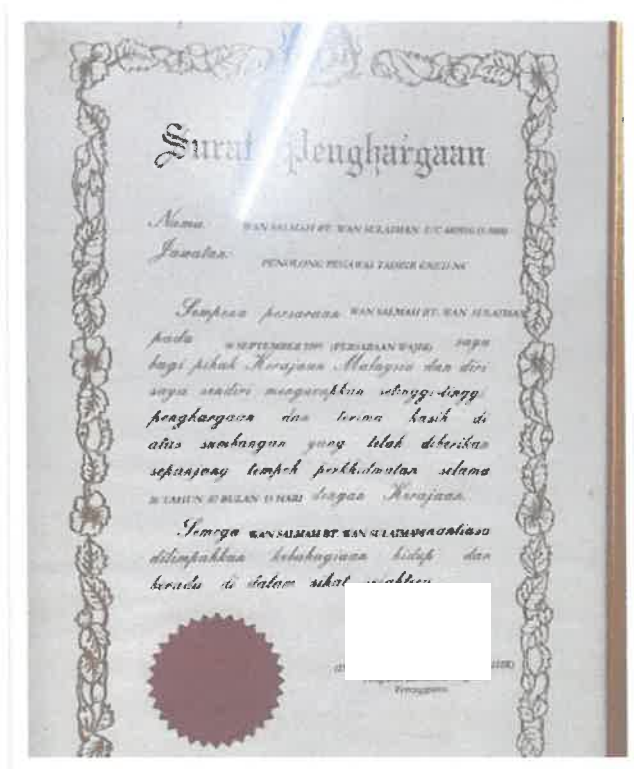 Surat Penghargaan
Nama: WAN SALMAH BT. WAN SULAIMAN
Jawatan: PENOLONG PEGAWAI TADBIR
Sempena persaraan WAN SALMAH BT. WAN SULAIMAN
pada SEPTEMBER (PERSARAAN WAJIB) saya
bagi pihak Kerajaan Malaysia dan diri
saya sendiri mengucapkan setinggi-tinggi
penghargaan dan terima kasih di
atas sumbangan yang telah diberikan
sepanjang tempoh perkhidmatan selama
TAHUN BULAN HARI dengan Kerajaan.
Semoga WAN SALMAH BT. WAN SULAIMAN
dilimpahkan kebahagiaan hidup dan
berada di dalam sihat
Terengganu